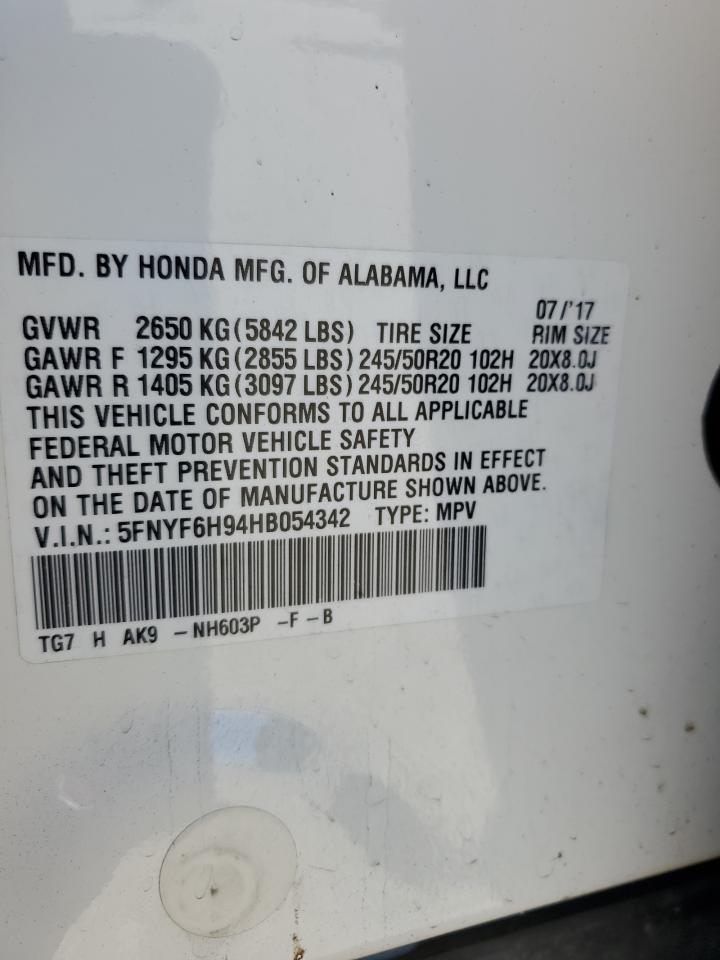 MFD. BY HONDA MFG. OF ALABAMA, LLC
07/'17
GVWR 2650 KG (5842 LBS) TIRE SIZE RIM SIZE
GAWR F 1295 KG (2855 LBS) 245/50R20 102H 20X8.0J
GAWR R 1405 KG (3097 LBS) 245/50R20 102H 20X8.0J
THIS VEHICLE CONFORMS TO ALL APPLICABLE
FEDERAL MOTOR VEHICLE SAFETY
AND THEFT PREVENTION STANDARDS IN EFFECT
ON THE DATE OF MANUFACTURE SHOWN ABOVE.
V.I.N.: 5FNYF6H94HB054342 TYPE: MPV
TG7 H AK9 -NH603P -F-B